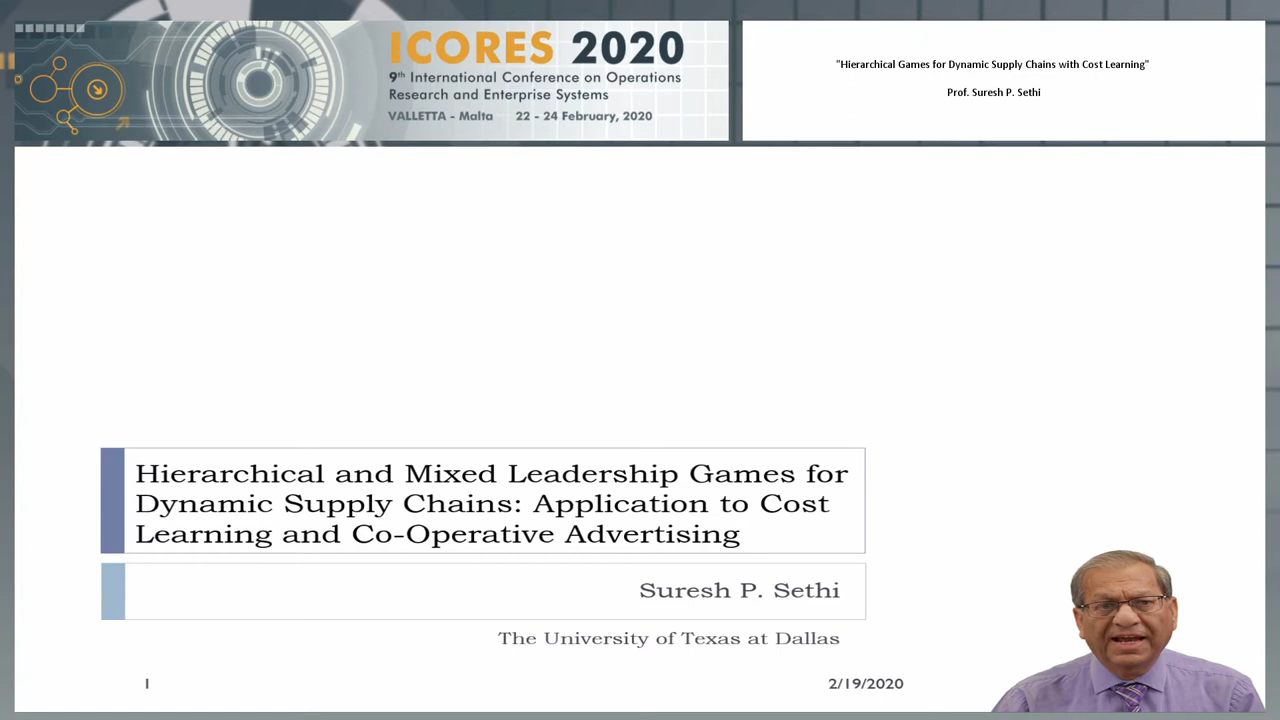 ICORES 2020
9th International Conference on Operations
Research and Enterprise Systems
VALLETTA - Malta 22 - 24 February, 2020
"Hierarchical Games for Dynamic Supply Chains with Cost Learning"
Prof. Suresh P. Sethi
Hierarchical and Mixed Leadership Games for
Dynamic Supply Chains: Application to Cost
Learning and Co-Operative Advertising
Suresh P. Sethi
The University of Texas at Dallas
1 2/19/2020